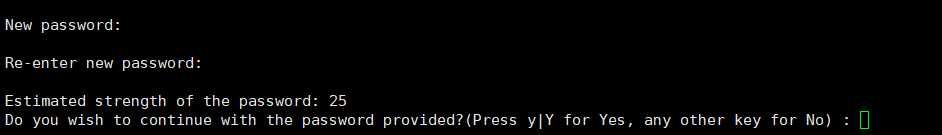 New password:
Re-enter new password:
Estimated strength of the password: 25
Do you wish to continue with the password provided?(Press y|Y for Yes, any other key for No) :